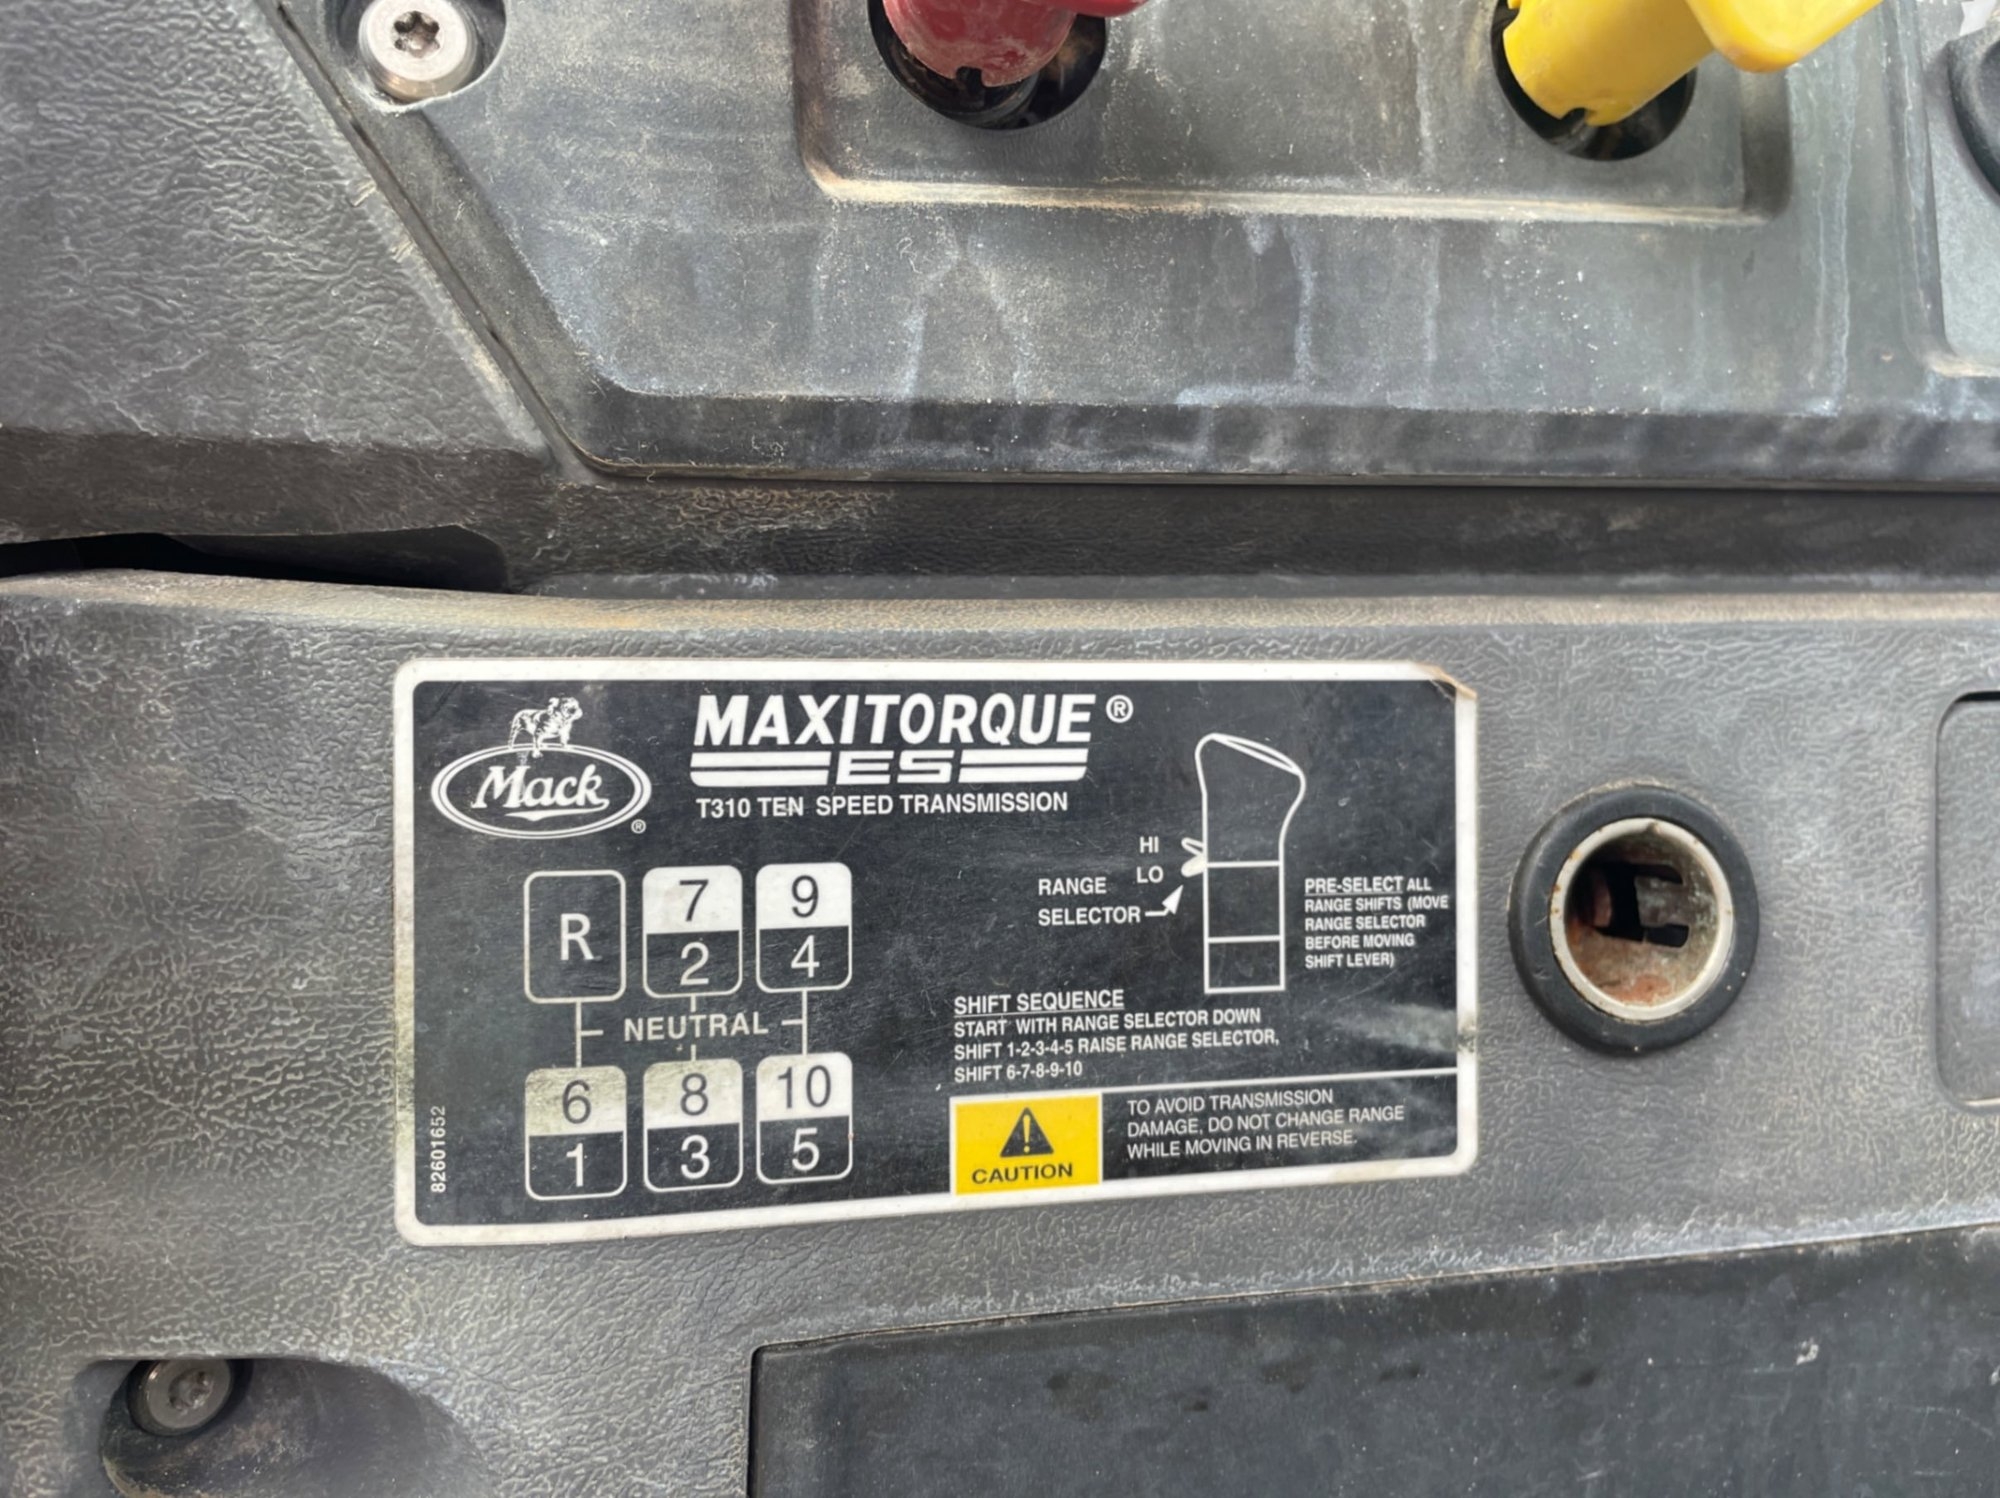 Mack
®
MAXITORQUE®
ES
T310 TEN SPEED TRANSMISSION
R
7
2
9
4
NEUTRAL
6
1
8
3
10
5
82601652
HI
LO
RANGE
SELECTOR
PRE-SELECT ALL
RANGE SHIFTS (MOVE
RANGE SELECTOR
BEFORE MOVING
SHIFT LEVER)
SHIFT SEQUENCE
START WITH RANGE SELECTOR DOWN
SHIFT 1-2-3-4-5 RAISE RANGE SELECTOR,
SHIFT 6-7-8-9-10
CAUTION
TO AVOID TRANSMISSION
DAMAGE, DO NOT CHANGE RANGE
WHILE MOVING IN REVERSE.